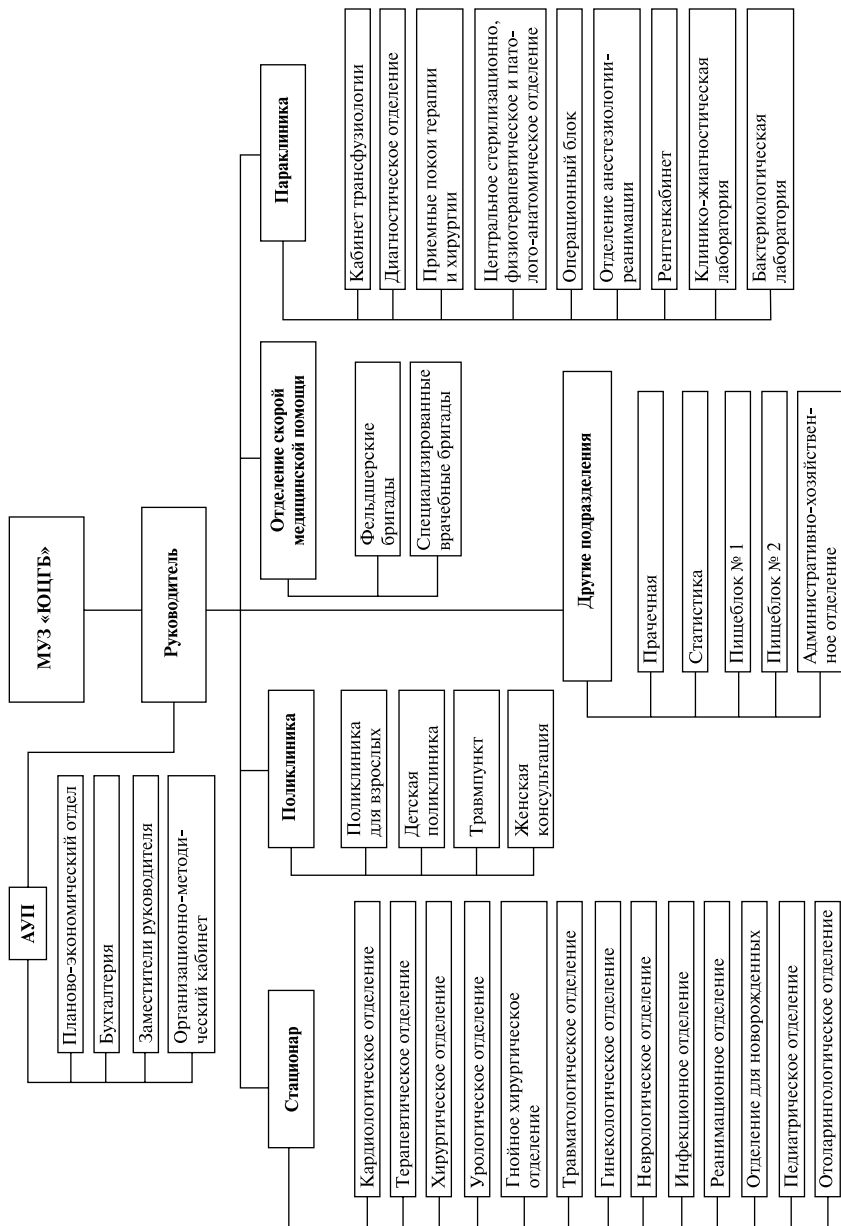 МУЗ «ЮЦГБ»
Руководитель
АУП
Планово-экономический отдел
Бухгалтерия
Заместители руководителя
Организационно-методи-
ческий кабинет
Стационар
Кардиологическое отделение
Терапевтическое отделение
Хирургическое отделение
Урологическое отделение
Гнойное хирургическое
отделение
Травматологическое отделение
Гинекологическое отделение
Неврологическое отделение
Инфекционное отделение
Реанимационное отделение
Отделение для новорожденных
Педиатрическое отделение
Отоларингологическое отделение
Поликлиника
Поликлиника
для взрослых
Детская
поликлиника
Травмпункт
Женская
консультация
Отделение скорой
медицинской помощи
Фельдшерские
бригады
Специализированные
врачебные бригады
Другие подразделения
Прачечная
Статистика
Пищеблок № 1
Пищеблок № 2
Административно-хозяйствен-
ное отделение
Параклиника
Кабинет трансфузиологии
Диагностическое отделение
Приемные покои терапии
и хирургии
Центральное стерилизационно,
физиотерапевтическое и пато-
лого-анатомическое отделение
Операционный блок
Отделение анестезиологии-
реанимации
Рентгенкабинет
Клинико-жиагностическая
лаборатория
Бактериологическая
лаборатория